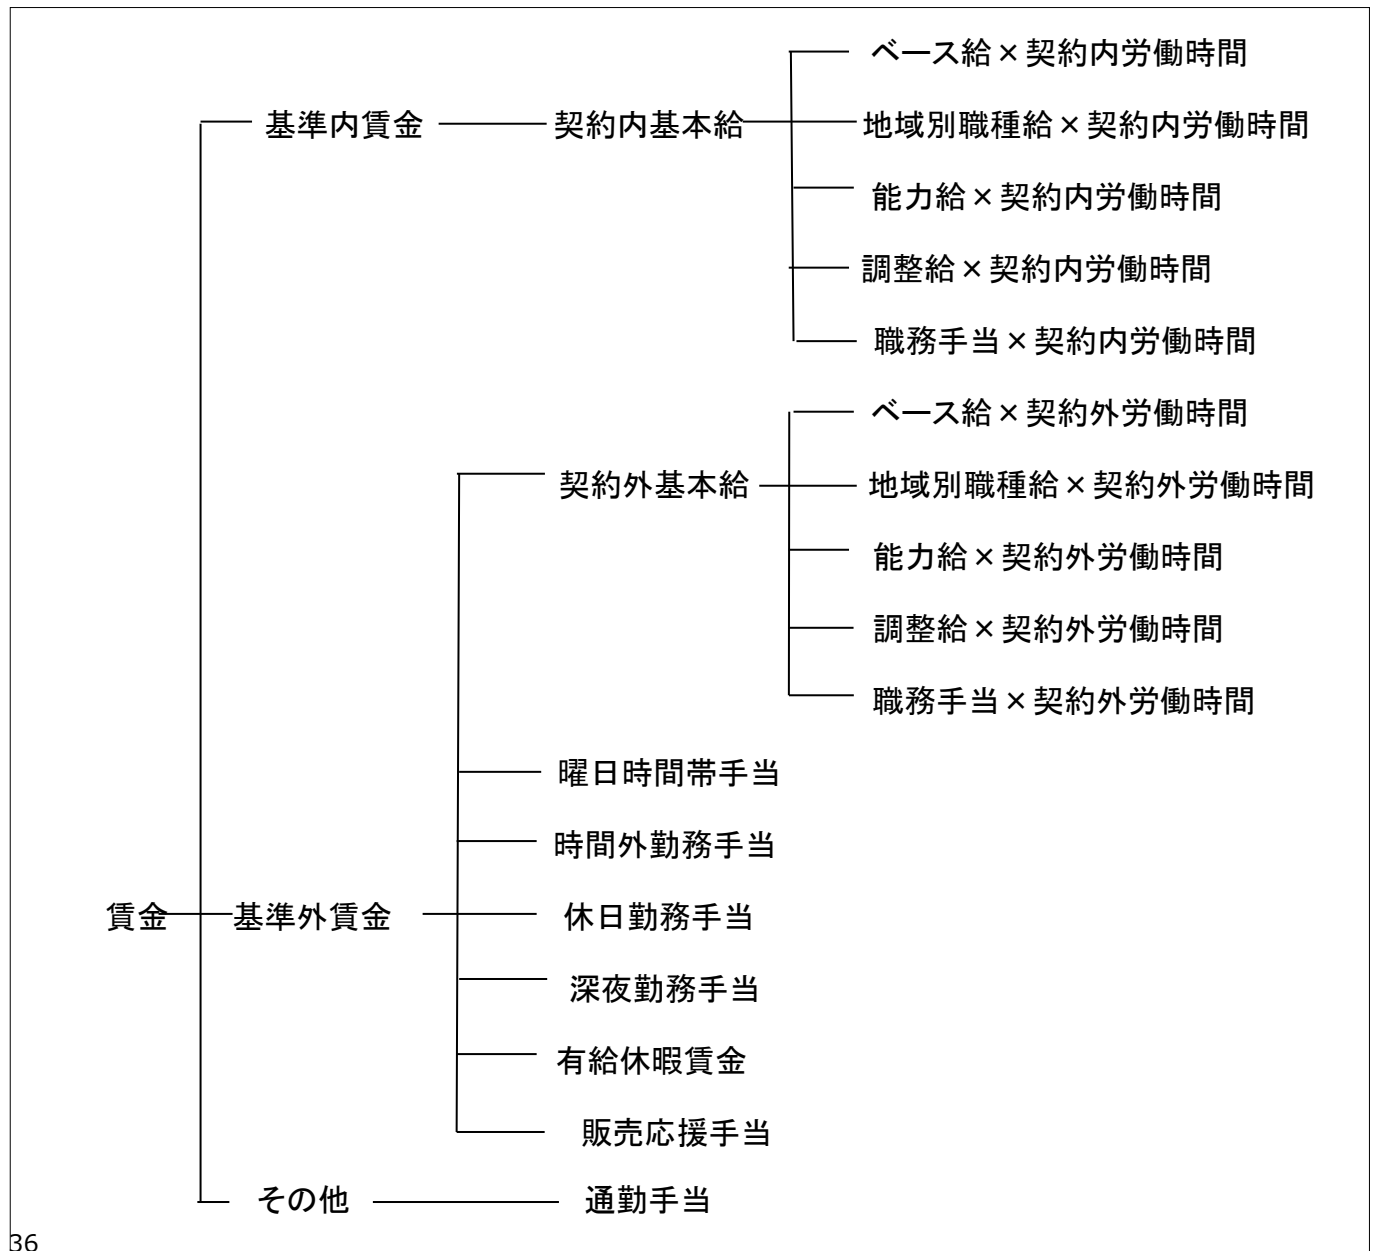 ベース給×契約内労働時間
基準内賃金 契約内基本給 地域別職種給×契約内労働時間
能力給×契約内労働時間
調整給×契約内労働時間
職務手当×契約内労働時間
ベース給×契約外労働時間
契約外基本給 地域別職種給×契約外労働時間
能力給×契約外労働時間
調整給×契約外労働時間
職務手当×契約外労働時間
曜日時間帯手当
時間外勤務手当
賃金 基準外賃金 休日勤務手当
深夜勤務手当
有給休暇賃金
販売応援手当
その他 通勤手当
36